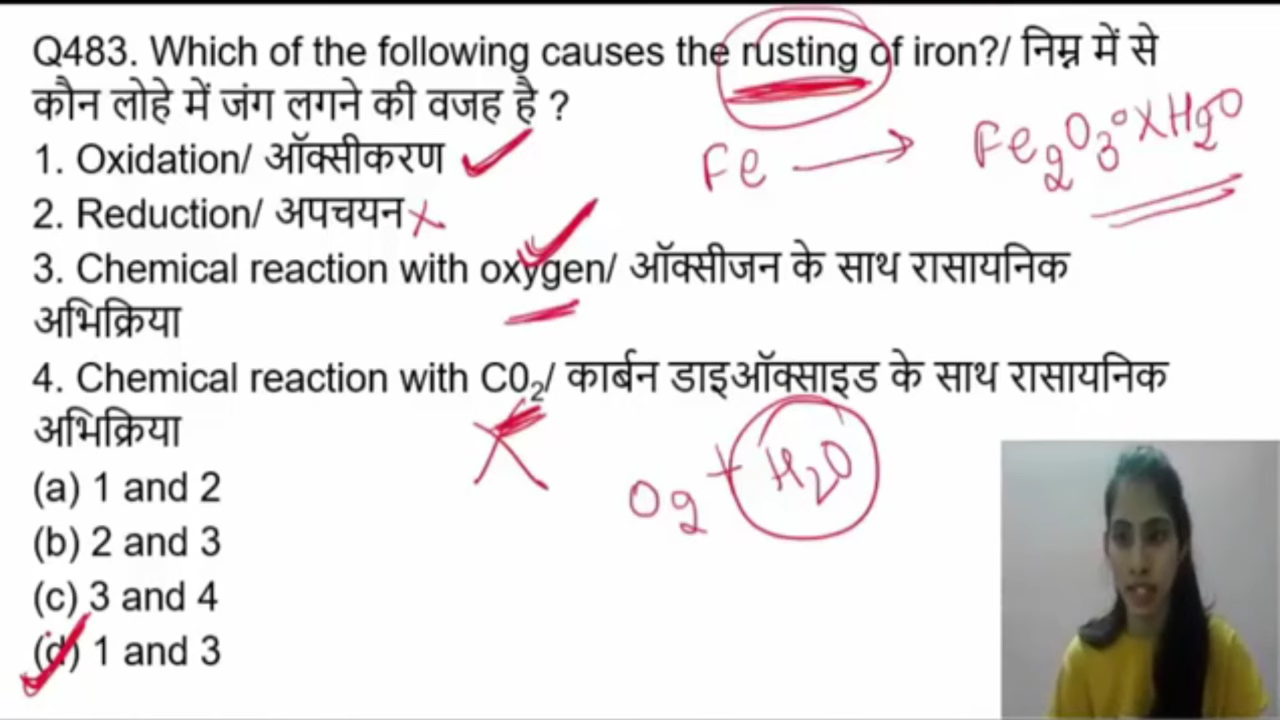 Q483. Which of the following causes the rusting of iron?/ निम्न में से
कौन लोहे में जंग लगने की वजह है ?
1. Oxidation/ ऑक्सीकरण
Fe → Fe₂O₃°XH₂O
2. Reduction/ अपचयन
3. Chemical reaction with oxygen/ ऑक्सीजन के साथ रासायनिक
अभिक्रिया
4. Chemical reaction with C0₂/ कार्बन डाइऑक्साइड के साथ रासायनिक
अभिक्रिया
O₂ + H₂O
(a) 1 and 2
(b) 2 and 3
(c) 3 and 4
(d) 1 and 3